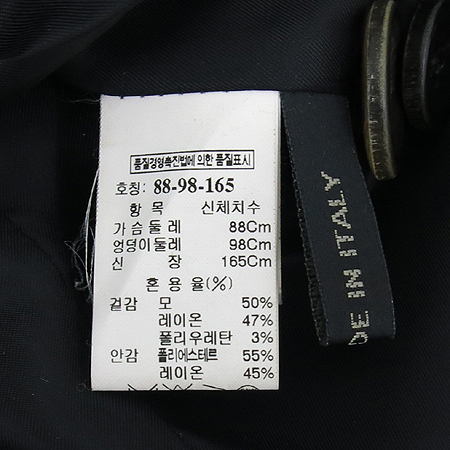 품질경영촉진법에 의한 품질표시
호칭: 88-98-165
항 목 신체치수
가슴둘레 88Cm
엉덩이둘레 98Cm
신 장 165Cm
혼 용 율(%)
겉감 모 50%
레이온 47%
폴리우레탄 3%
안감 폴리에스테르 55%
레이온 45%
DE IN ITALY